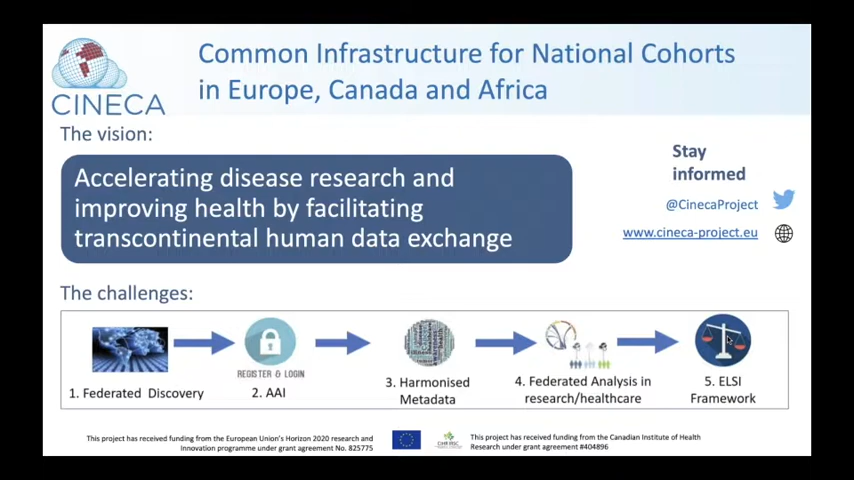 Common Infrastructure for National Cohorts
in Europe, Canada and Africa
CINECA
The vision:
Accelerating disease research and
improving health by facilitating
transcontinental human data exchange
Stay
informed
@CinecaProject
www.cineca-project.eu
The challenges:
REGISTER & LOGIN
1. Federated Discovery
2. AAI
3. Harmonised
Metadata
4. Federated Analysis in
research/healthcare
5. ELSI
Framework
This project has received funding from the European Union's Horizon 2020 research and
Innovation programme under grant agreement No. 825775
This project has received funding from the Canadian Institute of Health
Research under grant agreement #404896